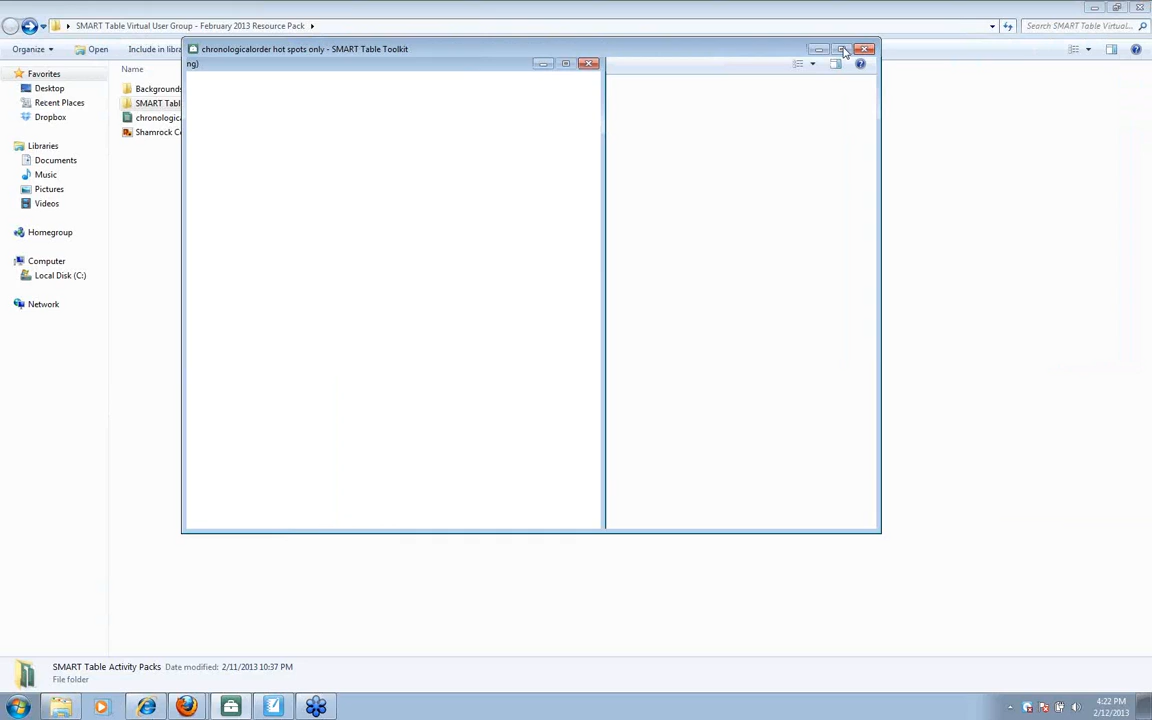 SMART Table Virtual User Group - February 2013 Resource Pack
Search SMART Table Virtual...
Organize
Open
Include in libra
chronologicalorder hot spots only - SMART Table Toolkit
ng)
Favorites
Name
Desktop
Backgrounds
Recent Places
SMART Tabl
Dropbox
chronologica
Shamrock Co
Libraries
Documents
Music
Pictures
Videos
Homegroup
Computer
Local Disk (C:)
Network
SMART Table Activity Packs Date modified: 2/11/2013 10:37 PM
File folder
4:22 PM
2/12/2013